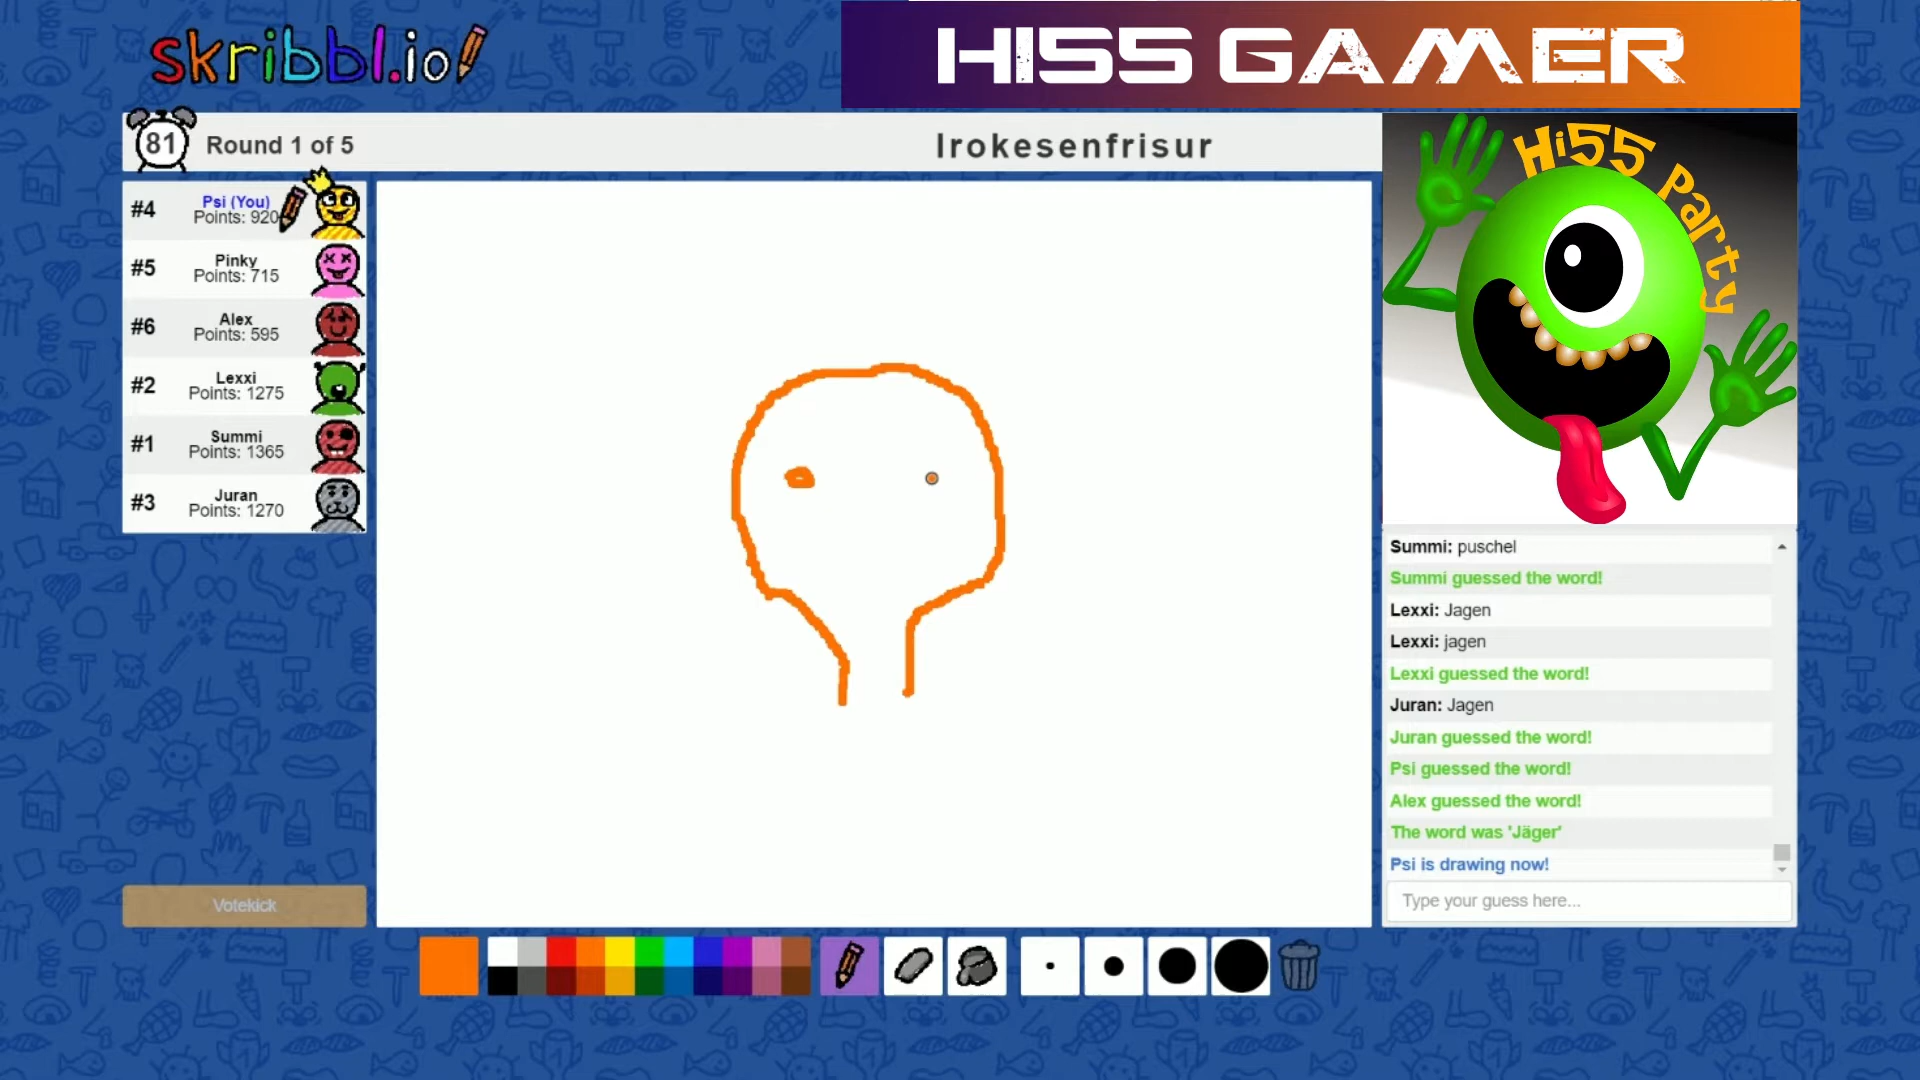 skribbl.io
HI55 GAMER
81
Round 1 of 5
Irokesenfrisur
Hi55 Party
#4
Psi (You)
Points: 920
#5
Pinky
Points: 715
#6
Alex
Points: 595
#2
Lexxi
Points: 1275
#1
Summi
Points: 1365
#3
Juran
Points: 1270
Votekick
Summi: puschel
Summi guessed the word!
Lexxi: Jagen
Lexxi: jagen
Lexxi guessed the word!
Juran: Jagen
Juran guessed the word!
Psi guessed the word!
Alex guessed the word!
The word was 'Jäger'
Psi is drawing now!
Type your guess here...